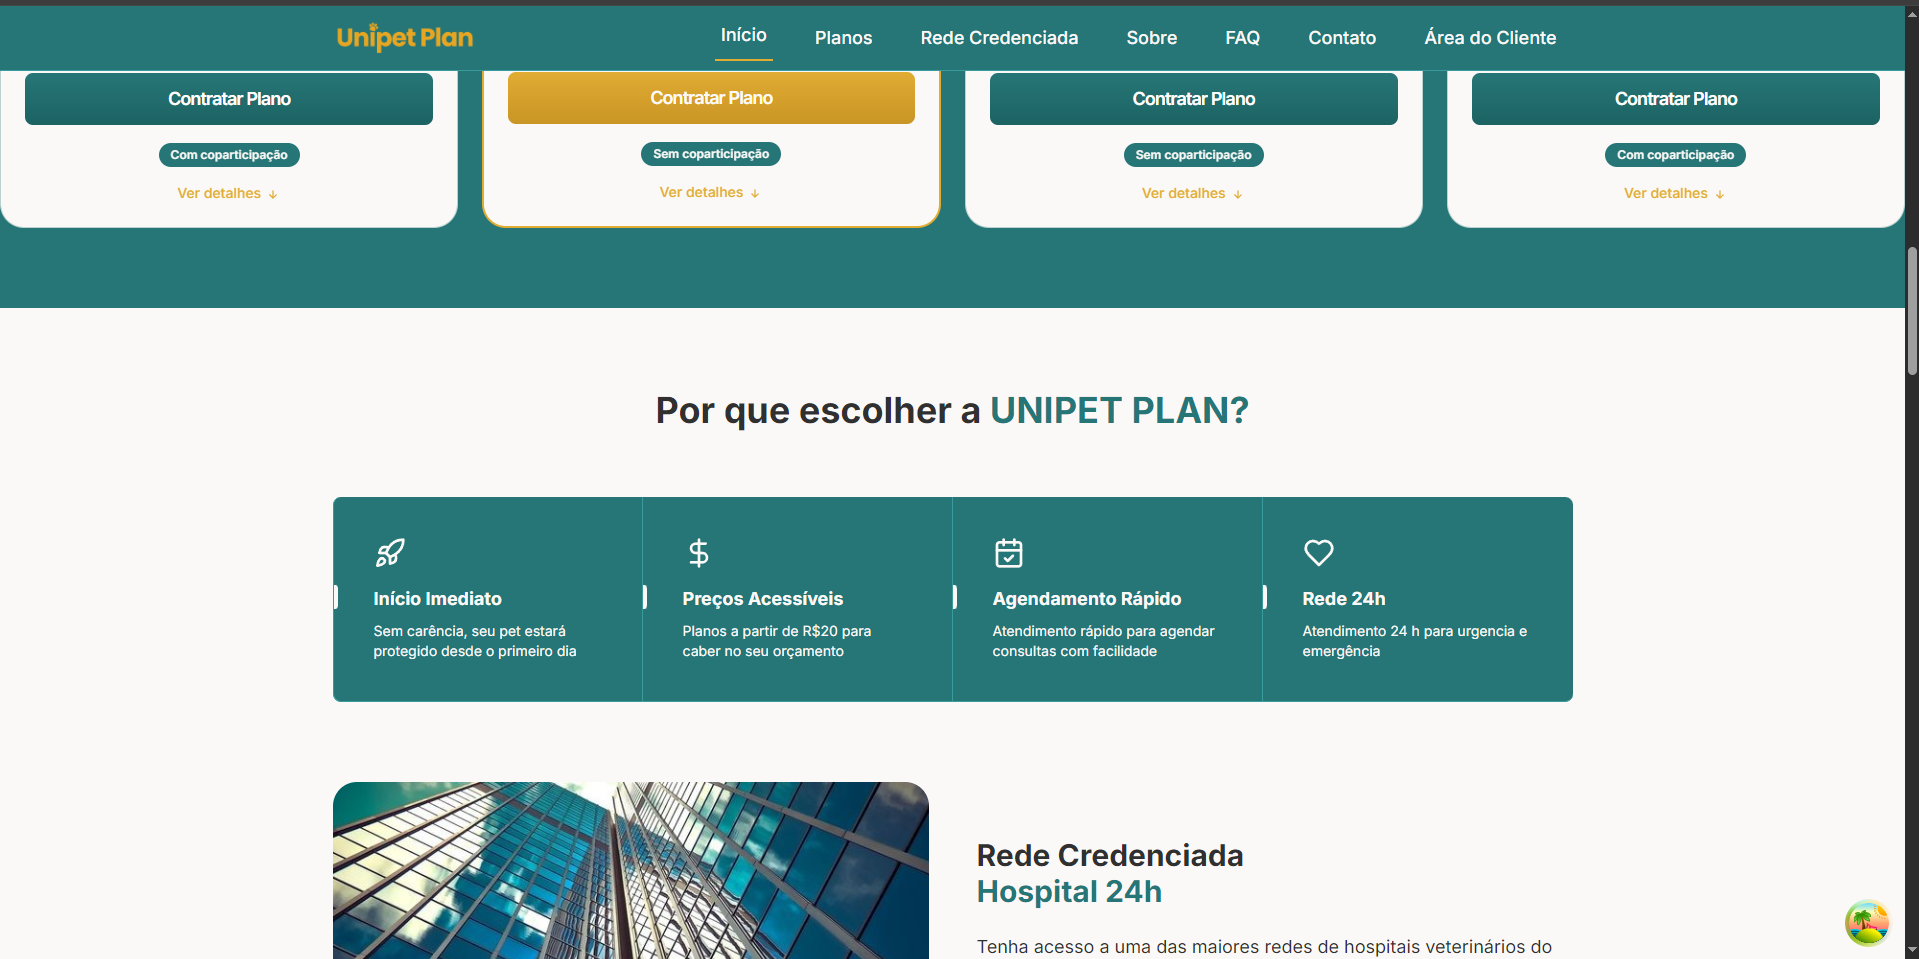 Unipet Plan
Início
Planos
Rede Credenciada
Sobre
FAQ
Contato
Área do Cliente
Contratar Plano
Contratar Plano
Contratar Plano
Contratar Plano
Com coparticipação
Sem coparticipação
Sem coparticipação
Com coparticipação
Ver detalhes ↓
Ver detalhes ↓
Ver detalhes ↓
Ver detalhes ↓
Por que escolher a UNIPET PLAN?
Início Imediato
Sem carência, seu pet estará
protegido desde o primeiro dia
Preços Acessíveis
Planos a partir de R$20 para
caber no seu orçamento
Agendamento Rápido
Atendimento rápido para agendar
consultas com facilidade
Rede 24h
Atendimento 24 h para urgencia e
emergência
Rede Credenciada
Hospital 24h
Tenha acesso a uma das maiores redes de hospitais veterinários do